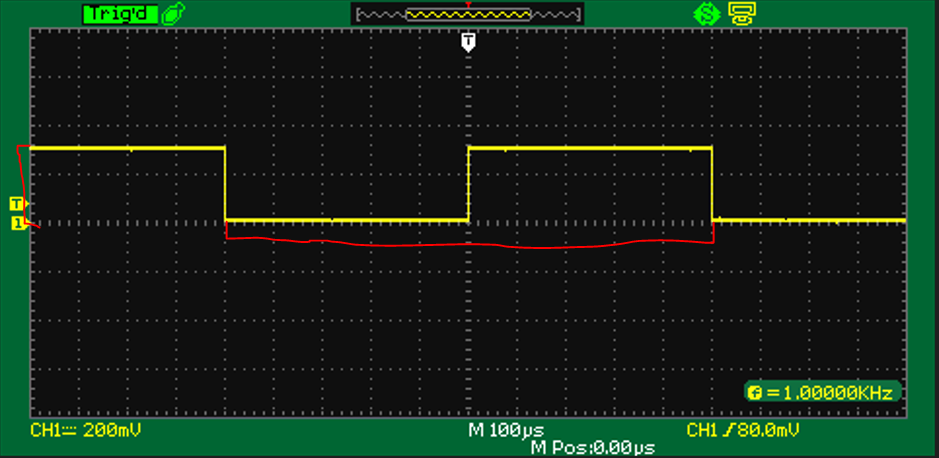 Trig'd
S
T
T
1
f = 1.00000KHz
CH1 200mV
M 100µs
CH1 /80.0mV
M Pos:0.00µs